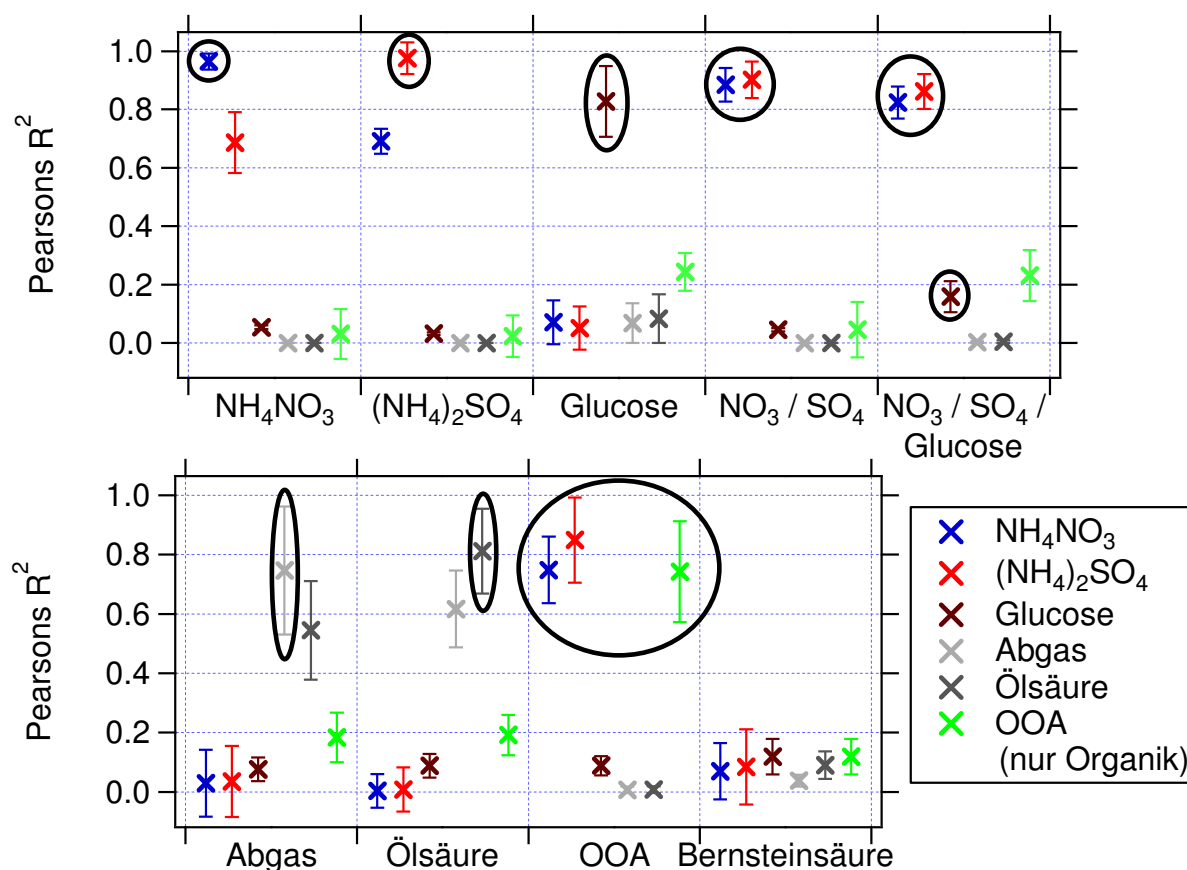 Pearsons R²
1.0
0.8
0.6
0.4
0.2
0.0
NH₄NO₃
(NH₄)₂SO₄
Glucose
NO₃ / SO₄
NO₃ / SO₄ /
Glucose
Pearsons R²
1.0
0.8
0.6
0.4
0.2
0.0
Abgas
Ölsäure
OOA
Bernsteinsäure
NH₄NO₃
(NH₄)₂SO₄
Glucose
Abgas
Ölsäure
OOA
(nur Organik)